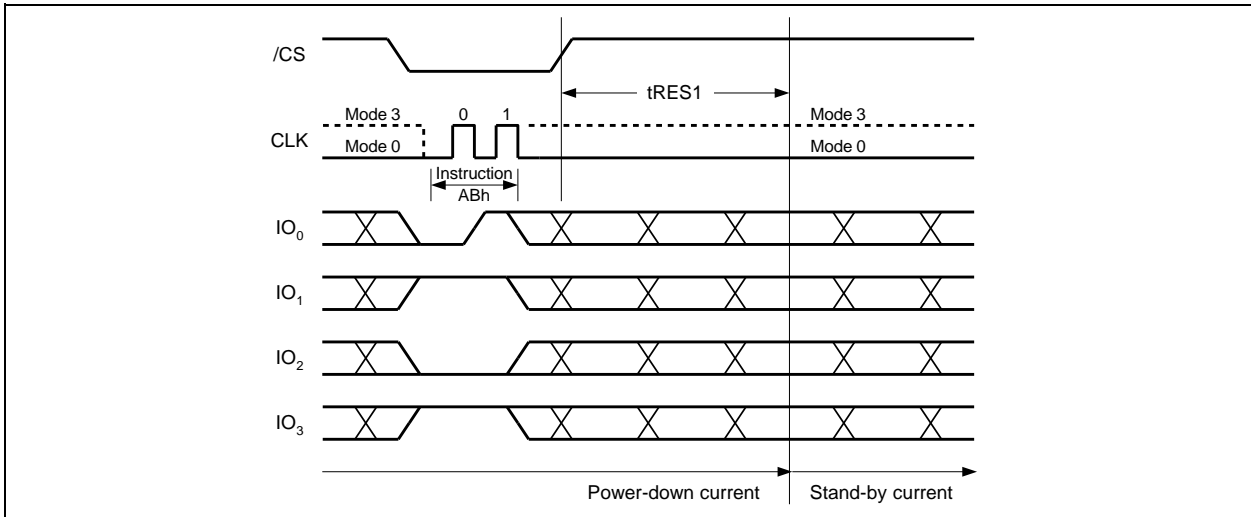 /CS
tRES1
Mode 3 0 1 Mode 3
CLK
Mode 0 Mode 0
Instruction
ABh
IO0
IO1
IO2
IO3
Power-down current Stand-by current